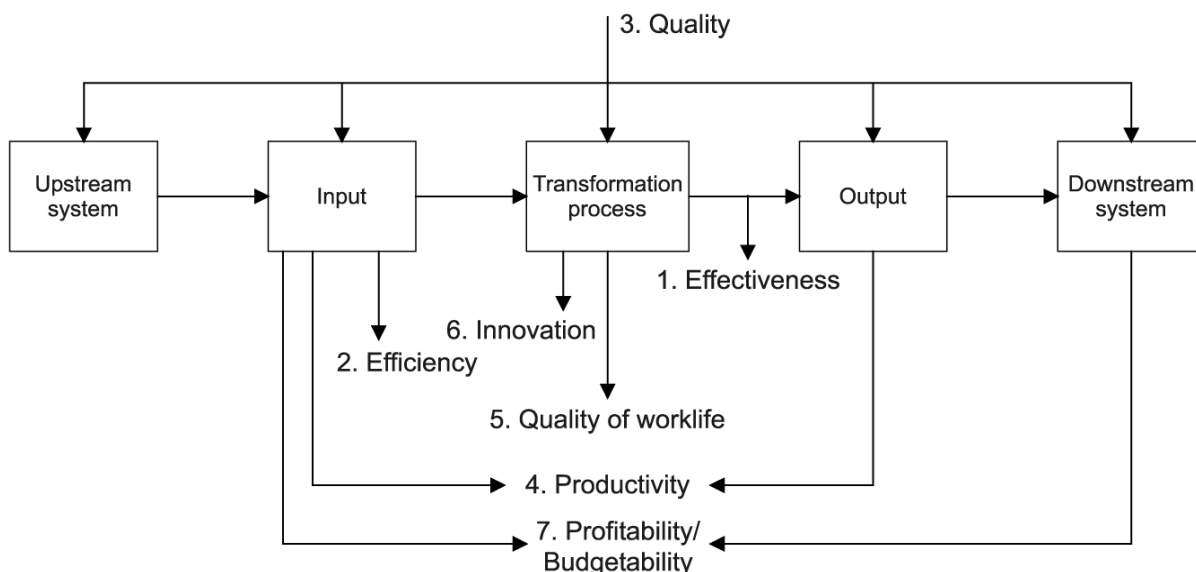 3. Quality
Upstream
system
Input
Transformation
process
Output
Downstream
system
1. Effectiveness
6. Innovation
2. Efficiency
5. Quality of worklife
4. Productivity
7. Profitability/
Budgetability